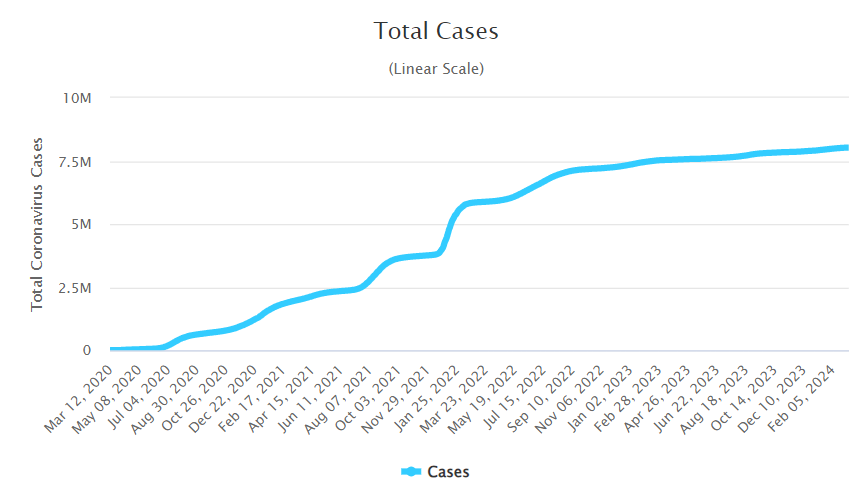 Total Cases
(Linear Scale)
Total Coronavirus Cases
10M
7.5M
5M
2.5M
0
Mar 12, 2020
May 08, 2020
Jul 04, 2020
Aug 30, 2020
Oct 26, 2020
Dec 22, 2020
Feb 17, 2021
Apr 15, 2021
Jun 11, 2021
Aug 07, 2021
Oct 03, 2021
Nov 29, 2021
Jan 25, 2022
Mar 23, 2022
May 19, 2022
Jul 15, 2022
Sep 10, 2022
Nov 06, 2022
Jan 02, 2023
Feb 28, 2023
Apr 26, 2023
Jun 22, 2023
Aug 18, 2023
Oct 14, 2023
Dec 10, 2023
Feb 05, 2024
Cases